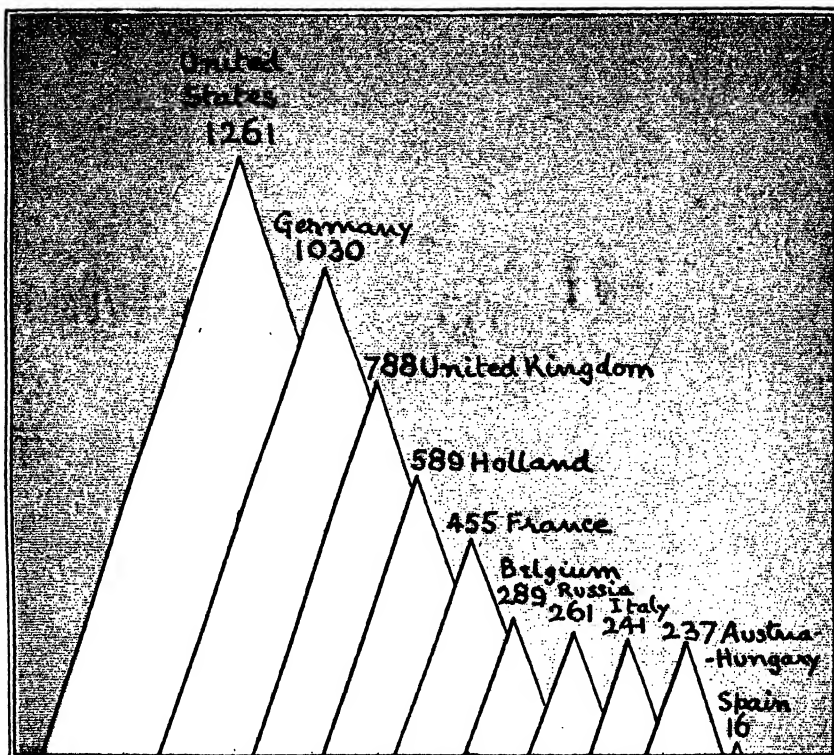 United
States
1261
Germany
1030
788 United Kingdom
589 Holland
455 France
Belgium
289
Russia
261
Italy
241
237 Austria-
-Hungary
Spain
16